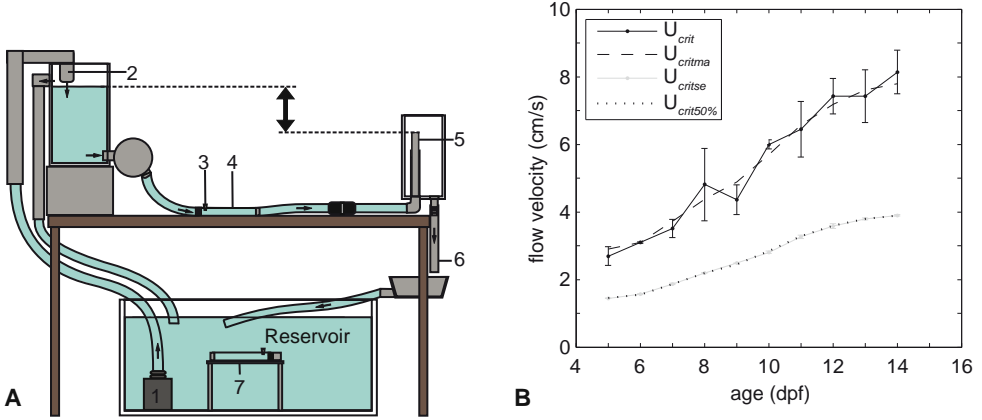 2
3
4
5
6
Reservoir
1
7
A
U_crit
U_critma
U_critse
U_crit50%
10
8
6
4
2
0
flow velocity (cm/s)
4 6 8 10 12 14 16
age (dpf)
B